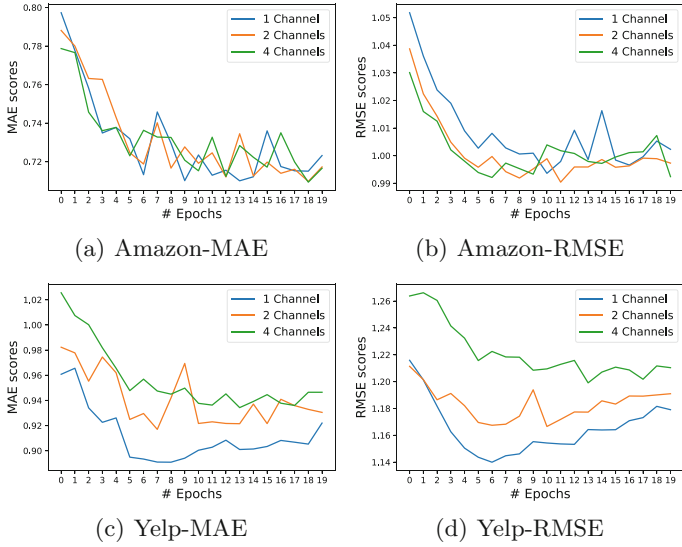 0.80
0.78
0.76
0.74
0.72
MAE scores
1 Channel
2 Channels
4 Channels
0 1 2 3 4 5 6 7 8 9 10 11 12 13 14 15 16 17 18 19
# Epochs
(a) Amazon-MAE
1.05
1.04
1.03
1.02
1.01
1.00
0.99
RMSE scores
1 Channel
2 Channels
4 Channels
0 1 2 3 4 5 6 7 8 9 10 11 12 13 14 15 16 17 18 19
# Epochs
(b) Amazon-RMSE
1,02
1,00
0.98
0.96
0.94
0.92
0.90
MAE scores
1 Channel
2 Channels
4 Channels
0 1 2 3 4 5 6 7 8 9 10 11 12 13 14 15 16 17 18 19
# Epochs
(c) Yelp-MAE
1.26
1.24
1.22
1.20
1.18
1.16
1.14
RMSE scores
1 Channel
2 Channels
4 Channels
0 1 2 3 4 5 6 7 8 9 10 11 12 13 14 15 16 17 18 19
# Epochs
(d) Yelp-RMSE